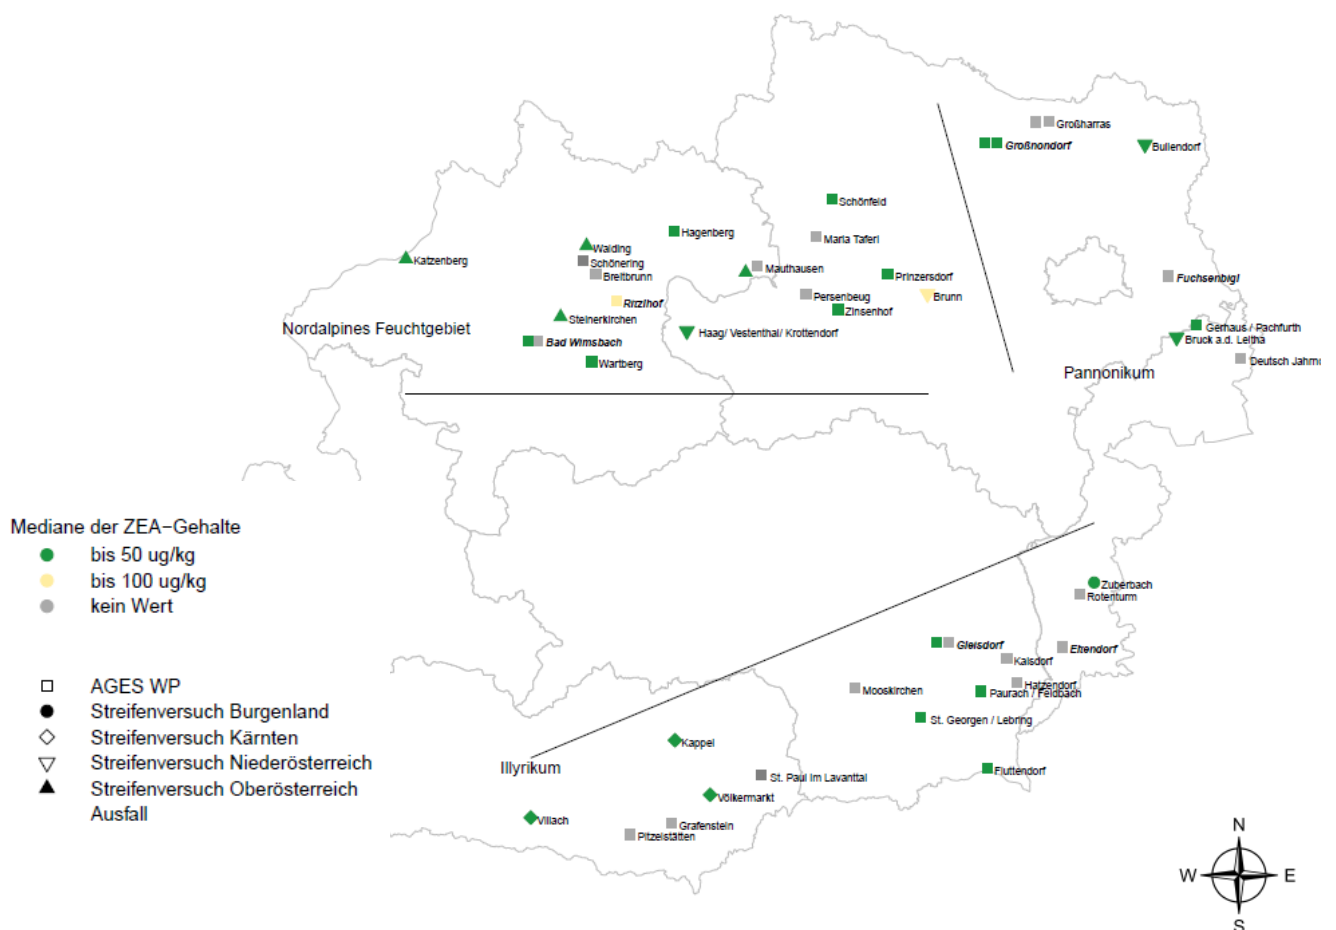 Großharras
Großnondorf
Bullendorf
Schönfeld
Hagenberg
Maria Taferl
Walding
Katzenberg
Schönering
Breitbrunn
Mauthausen
Prinzersdorf
Fuchsenbigl
Persenbeug
Brunn
Ritzlhof
Zinsenhof
Steinerkirchen
Nordalpines Feuchtgebiet
Haag/ Vestenthal/ Krottendorf
Gerhaus / Pachfurth
Bruck a.d. Leitha
Bad Wimsbach
Wartberg
Deutsch Jahrnd
Pannonikum
Mediane der ZEA−Gehalte
bis 50 ug/kg
bis 100 ug/kg
kein Wert
Zuberbach
Rotenturm
Gleisdorf
Eltendorf
Kalsdorf
Hatzendorf
Mooskirchen
Paurach / Feldbach
St. Georgen / Lebring
AGES WP
Streifenversuch Burgenland
Streifenversuch Kärnten
Streifenversuch Niederösterreich
Streifenversuch Oberösterreich
Ausfall
Kappel
Illyrikum
St. Paul im Lavanttal
Fluttendorf
Völkermarkt
Villach
Grafenstein
Pitzelstätten
N
W
E
S